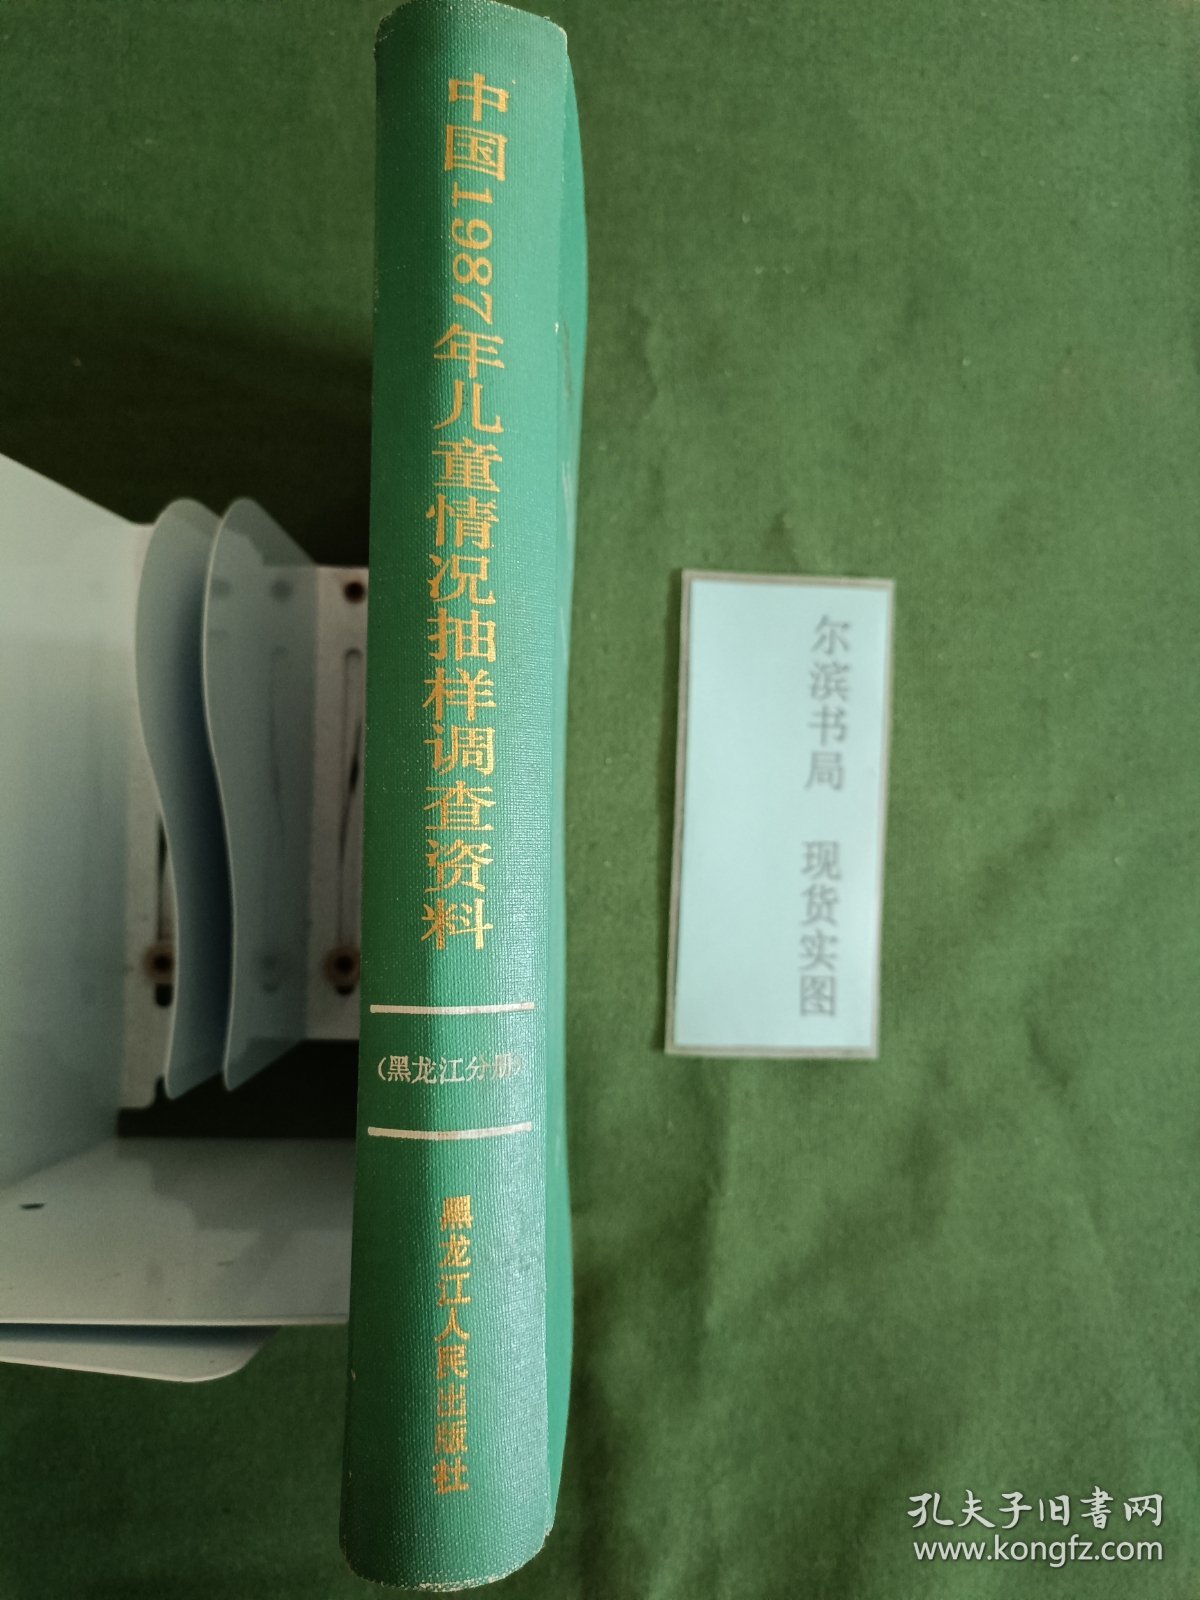 中国1987年儿童情况抽样调查资料
(黑龙江分册)
黑龙江人民出版社
尔滨书局 现货实图
孔夫子旧书网
www.kongfz.com